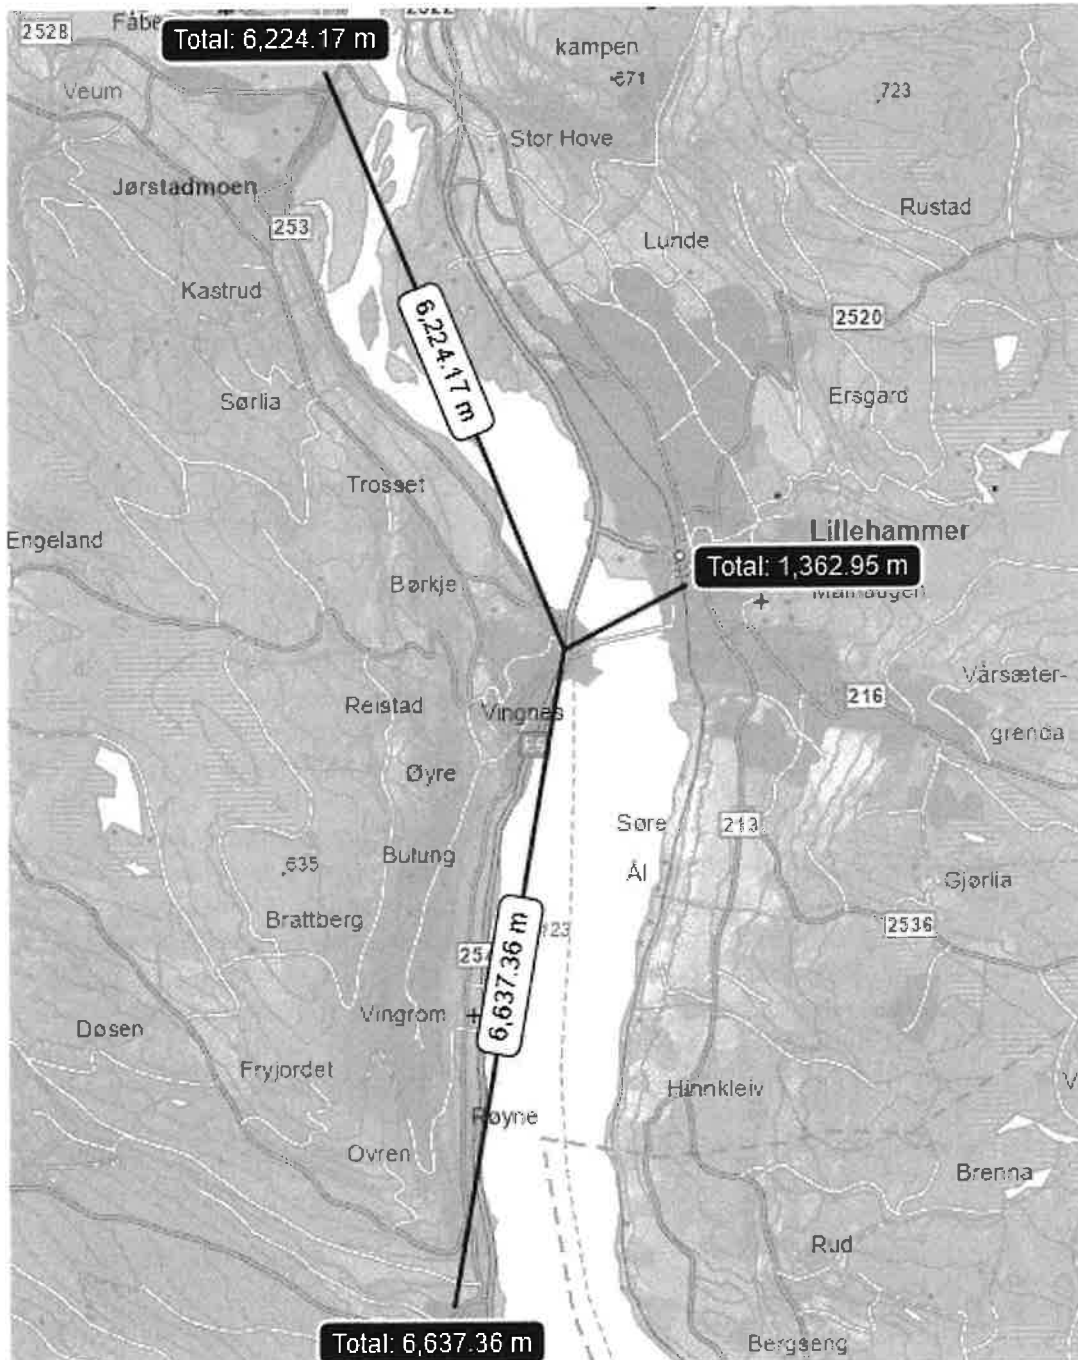 2528
Total: 6,224.17 m
kampen
671
723
Veum
Stor Hove
Jørstadmoen
253
Rustad
Lunde
Kastrud
2520
6,224.17 m
Sørlia
Ersgard
Trosset
Engeland
Lillehammer
Børkje
Total: 1,362.95 m
Vårsæter-
grenda
Reistad
Vingnes
216
Øyre
Søre
Ål
213
Butung
635
Gjørlia
Brattberg
2536
6,637.36 m
Vingrom
Døsen
Fryjordet
Hinnkleiv
Røyne
Ovren
Brenna
Rud
Total: 6,637.36 m
Bergseng